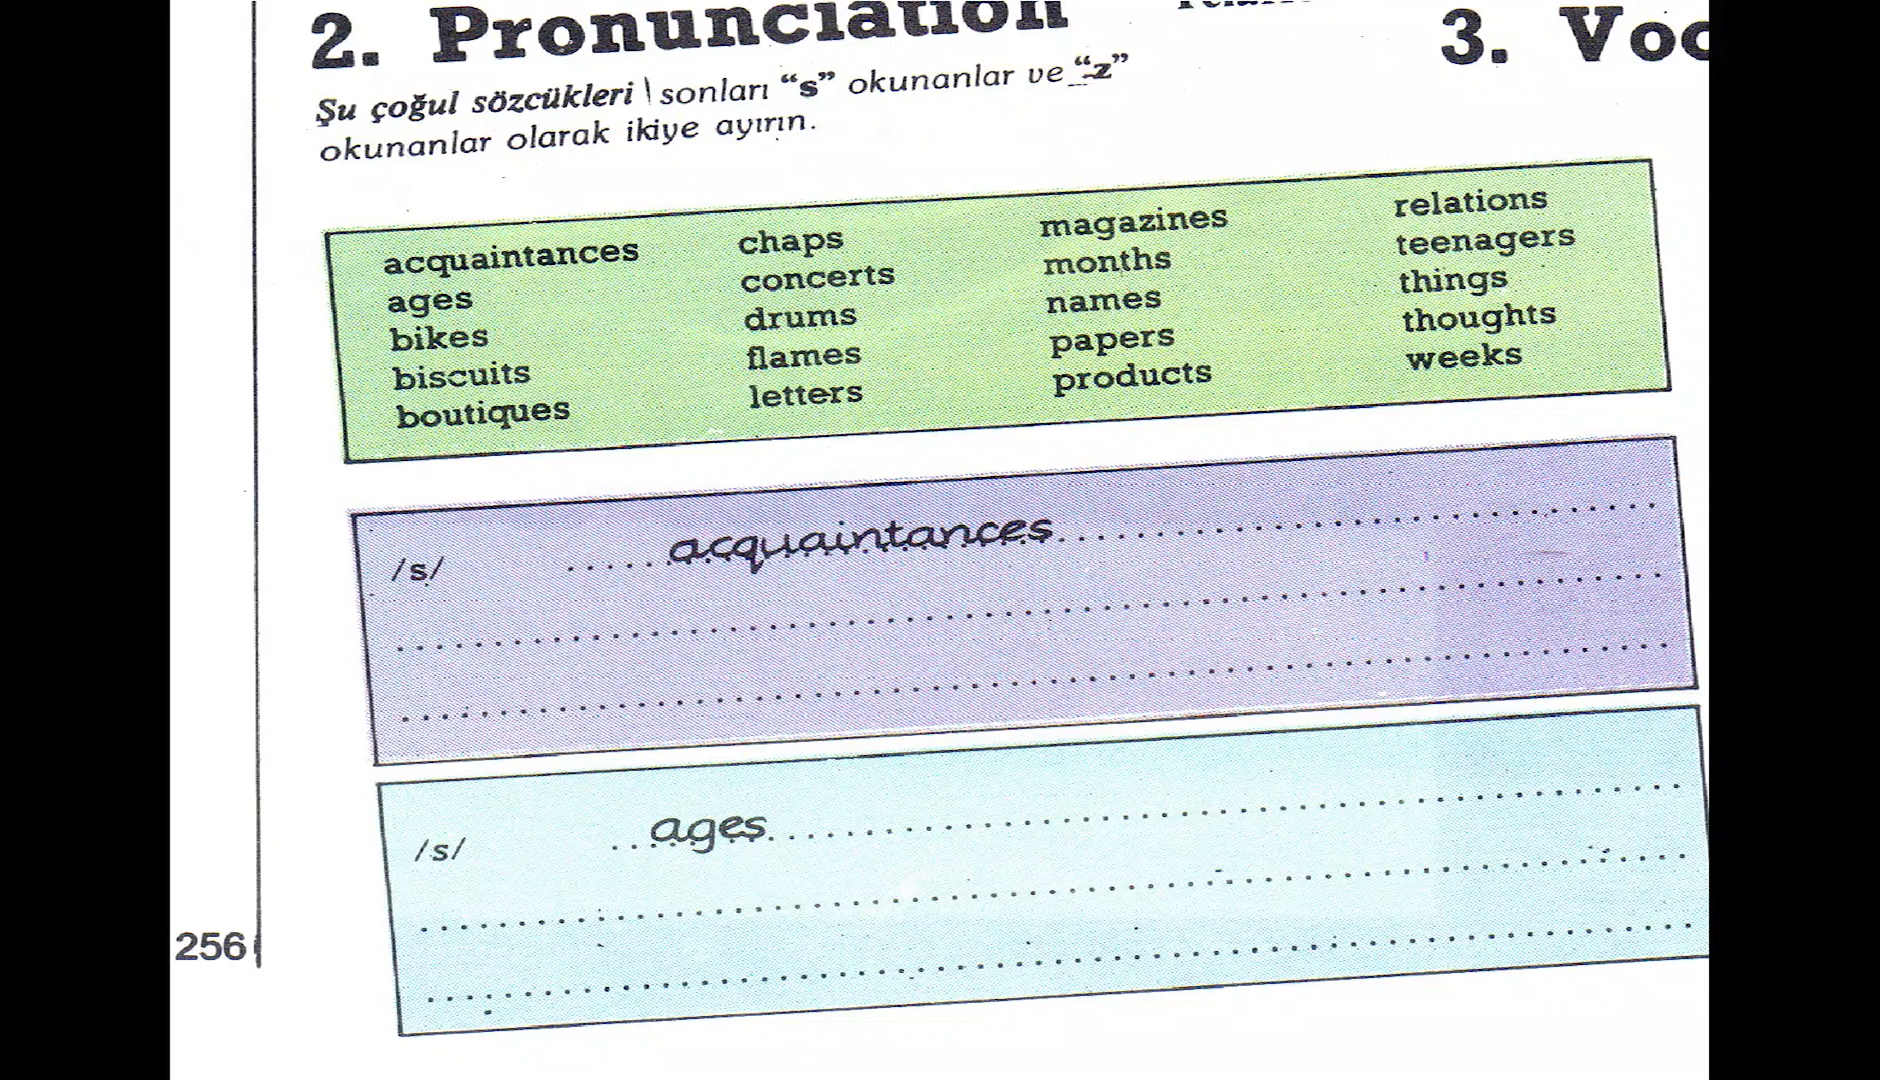 2. Pronunciation
3. Voc
Şu çoğul sözcükleri \ sonları “s” okunanlar ve “z”
okunanlar olarak ikiye ayırın.
acquaintances
ages
bikes
biscuits
boutiques
chaps
concerts
drums
flames
letters
magazines
months
names
papers
products
relations
teenagers
things
thoughts
weeks
/s/ acquaintances
/s/ ages
256